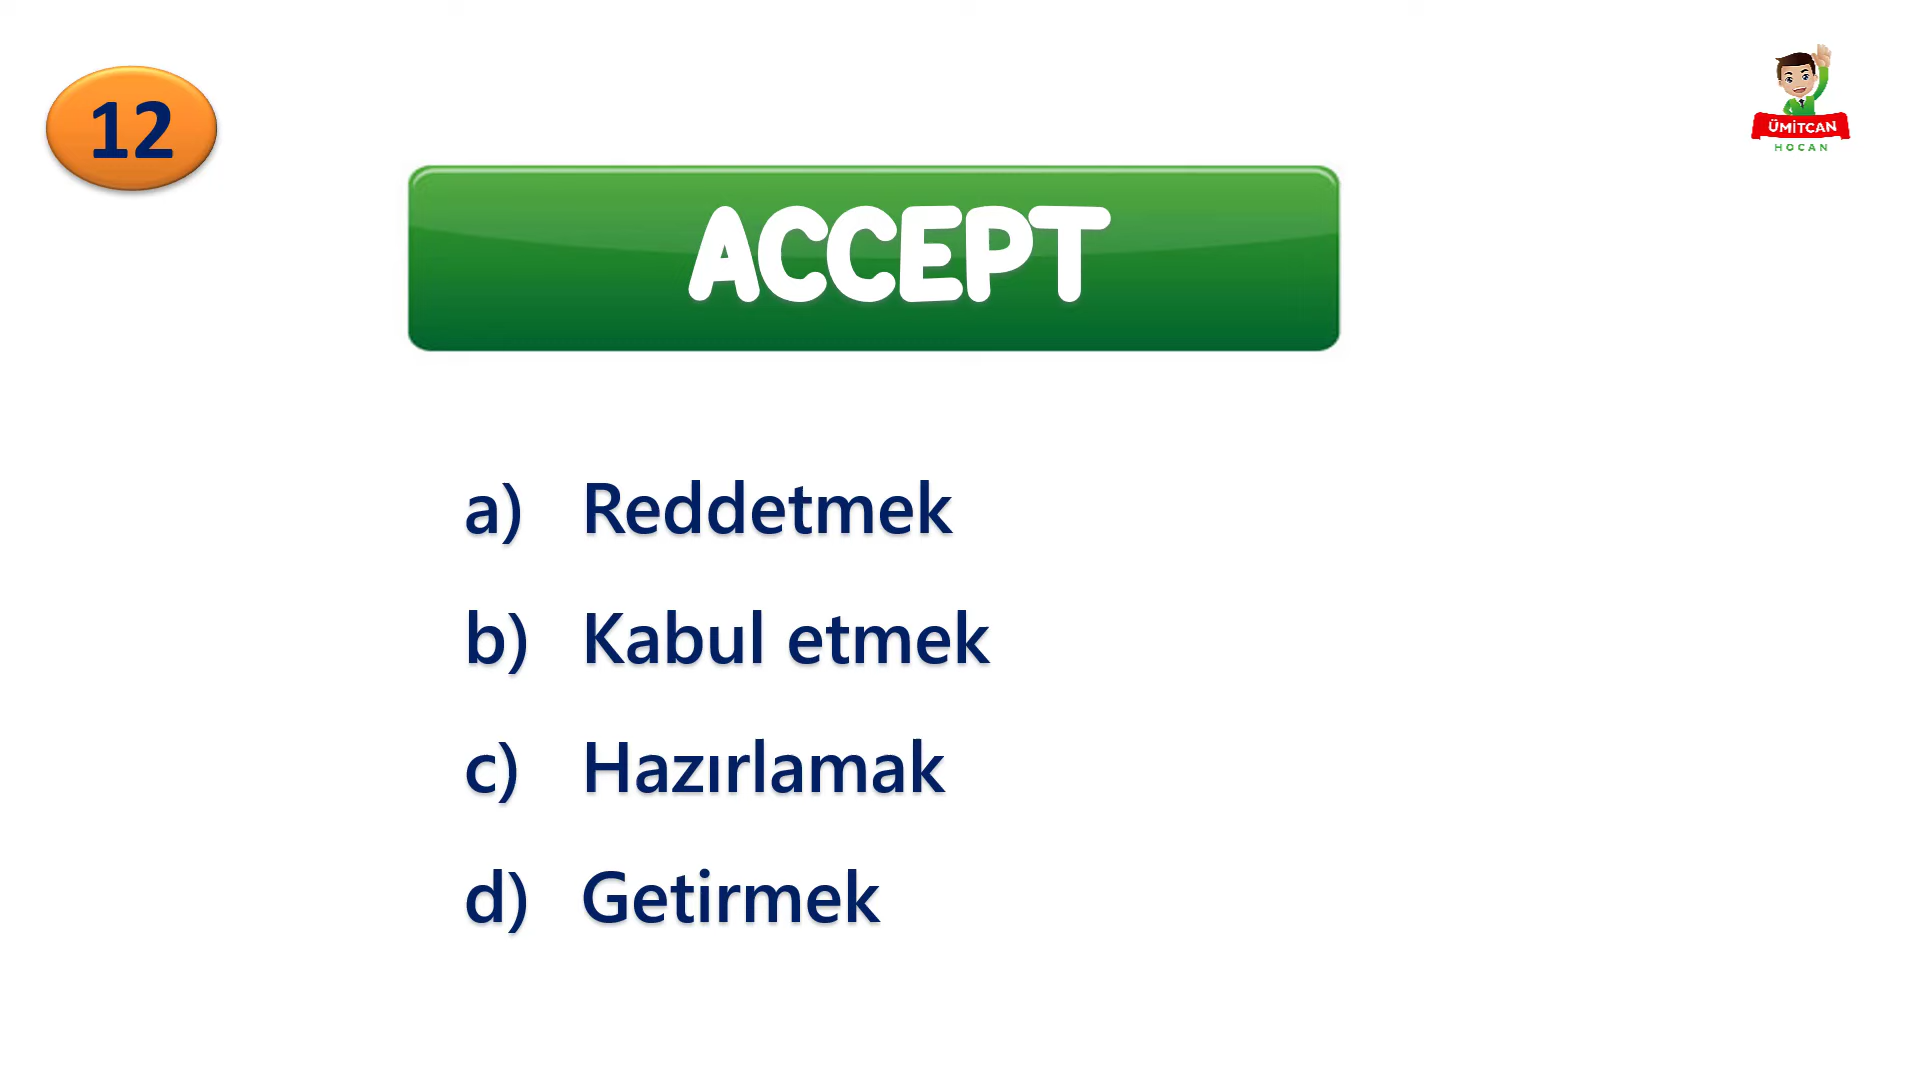 12
ÜMİTCAN
HOCAN
ACCEPT
a) Reddetmek
b) Kabul etmek
c) Hazırlamak
d) Getirmek